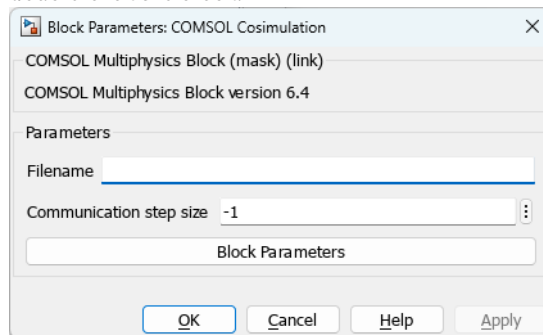 Block Parameters: COMSOL Cosimulation
COMSOL Multiphysics Block (mask) (link)
COMSOL Multiphysics Block version 6.4
Parameters
Filename
Communication step size -1
Block Parameters
OK Cancel Help Apply